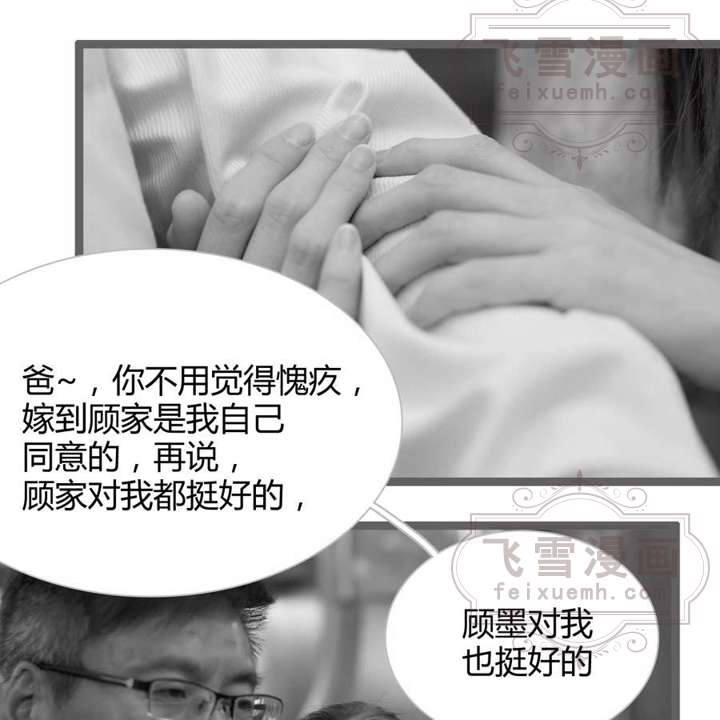 飞雪漫画
feixuemh.com
爸~，你不用觉得愧疚，
嫁到顾家是我自己
同意的，再说，
顾家对我都挺好的，
飞雪漫画
feixuemh.com
顾墨对我
也挺好的